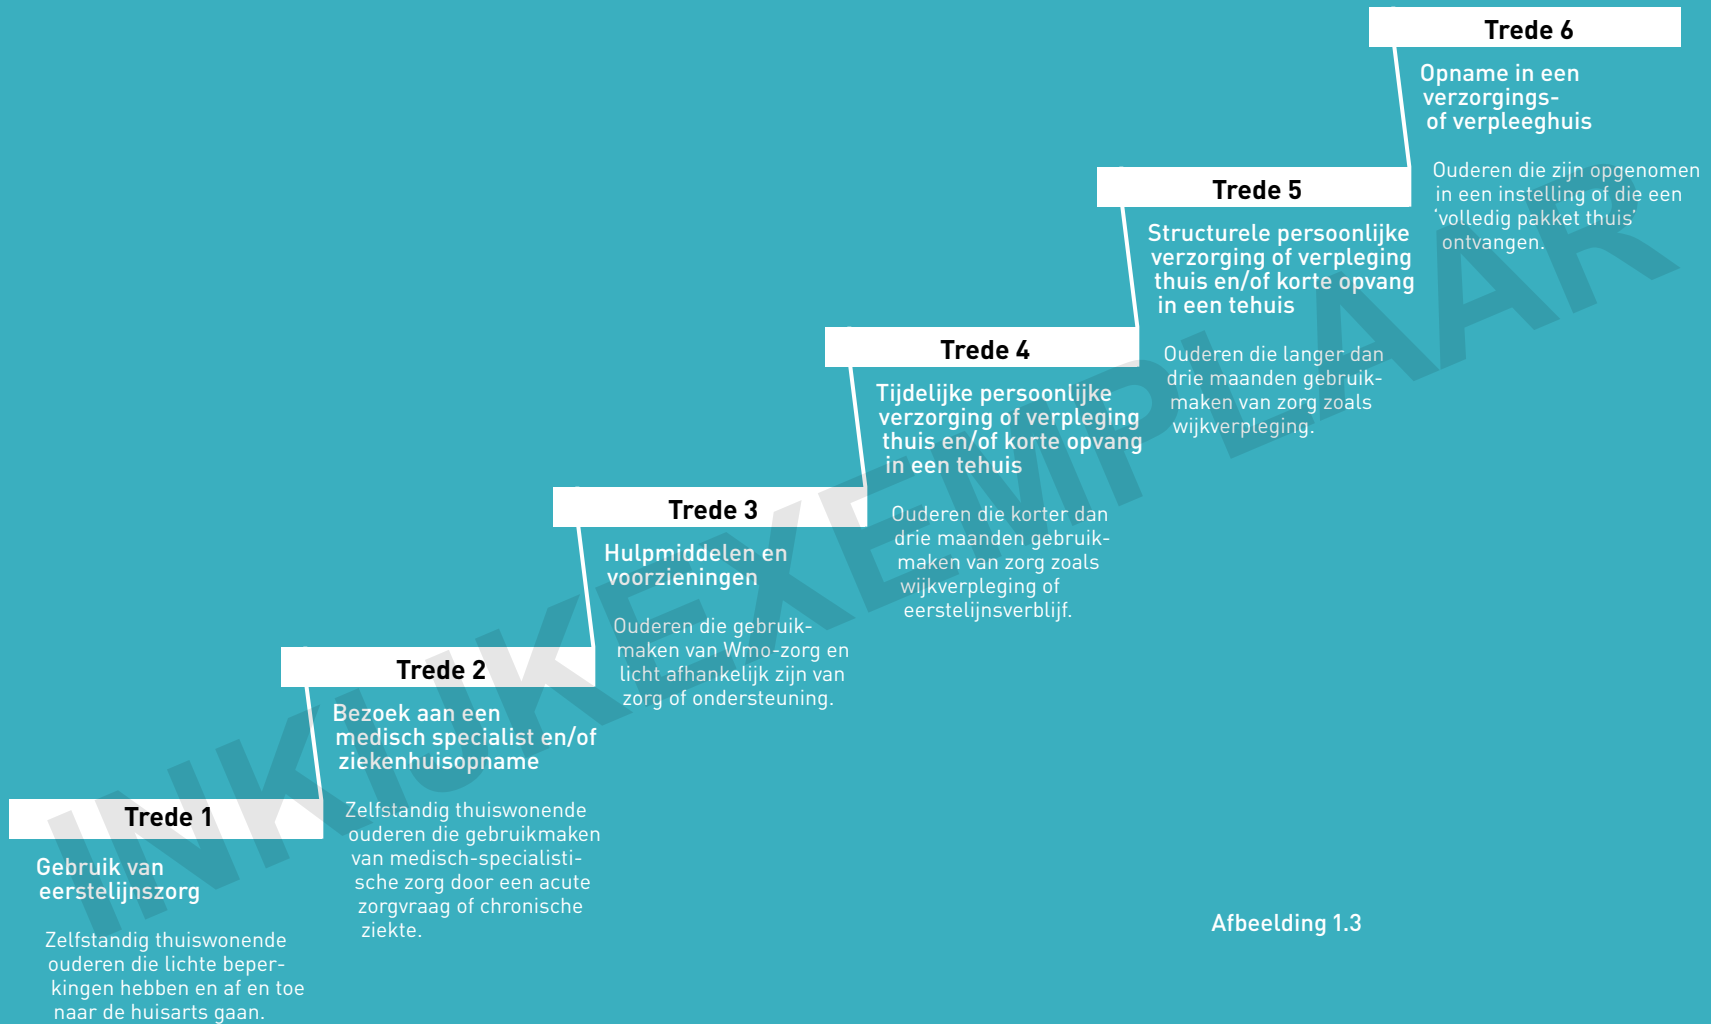 Trede 6
Opname in een
verzorgings-
of verpleeghuis
Ouderen die zijn opgenomen
in een instelling of die een
‘volledig pakket thuis’
ontvangen.
Trede 5
Structurele persoonlijke
verzorging of verpleging
thuis en/of korte opvang
in een tehuis
Ouderen die langer dan
drie maanden gebruik-
maken van zorg zoals
wijkverpleging.
Trede 4
Tijdelijke persoonlijke
verzorging of verpleging
thuis en/of korte opvang
in een tehuis
Ouderen die korter dan
drie maanden gebruik-
maken van zorg zoals
wijkverpleging of
eerstelijnsverblijf.
Trede 3
Hulpmiddelen en
voorzieningen
Ouderen die gebruik-
maken van Wmo-zorg en
licht afhankelijk zijn van
zorg of ondersteuning.
Trede 2
Bezoek aan een
medisch specialist en/of
ziekenhuisopname
Zelfstandig thuiswonende
ouderen die gebruikmaken
van medisch-specialisti-
sche zorg door een acute
zorgvraag of chronische
ziekte.
Trede 1
Gebruik van
eerstelijnszorg
Zelfstandig thuiswonende
ouderen die lichte beper-
kingen hebben en af en toe
naar de huisarts gaan.
Afbeelding 1.3
INKIJKEXEMPLAAR